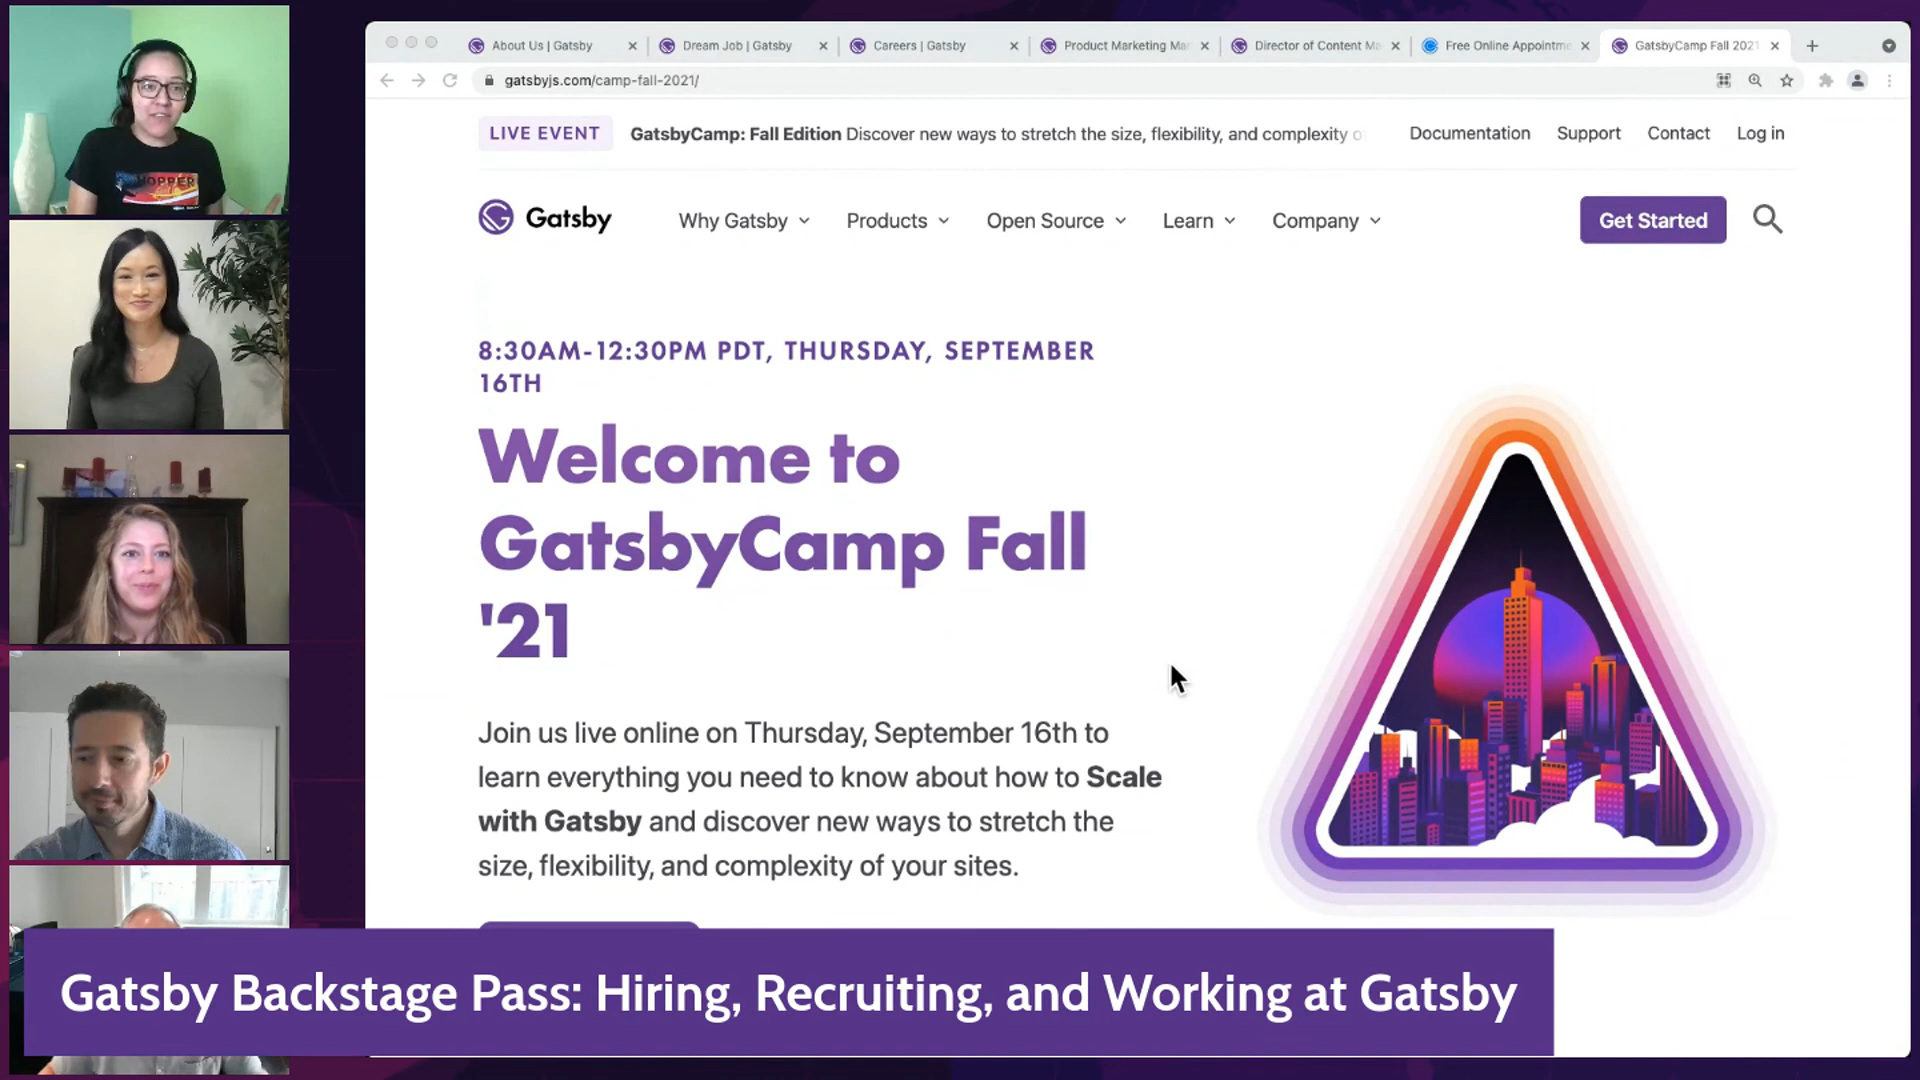 About Us | Gatsby
Dream Job | Gatsby
Careers | Gatsby
Product Marketing Ma
Director of Content M
Free Online Appointm
GatsbyCamp Fall 2021
gatsbyjs.com/camp-fall-2021/
LIVE EVENT
GatsbyCamp: Fall Edition Discover new ways to stretch the size, flexibility, and complexity o
Documentation
Support
Contact
Log in
Gatsby
Why Gatsby
Products
Open Source
Learn
Company
Get Started
8:30AM-12:30PM PDT, THURSDAY, SEPTEMBER
16TH
Welcome to
GatsbyCamp Fall
'21
Join us live online on Thursday, September 16th to
learn everything you need to know about how to Scale
with Gatsby and discover new ways to stretch the
size, flexibility, and complexity of your sites.
HOPPER
Gatsby Backstage Pass: Hiring, Recruiting, and Working at Gatsby